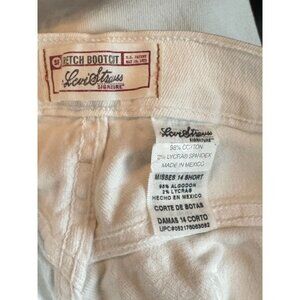 RETCH BOOTCUT
U.S. PATENT
Levi Strauss
SIGNATURE
Levi Strauss
SIGNATURE
98% COTTON
2% LYCRA® SPANDEX
MADE IN MEXICO
MISSES 14 SHORT
98% ALGODON
2% LYCRA®
HECHO EN MEXICO
CORTE DE BOTAS
DAMAS 14 CORTO